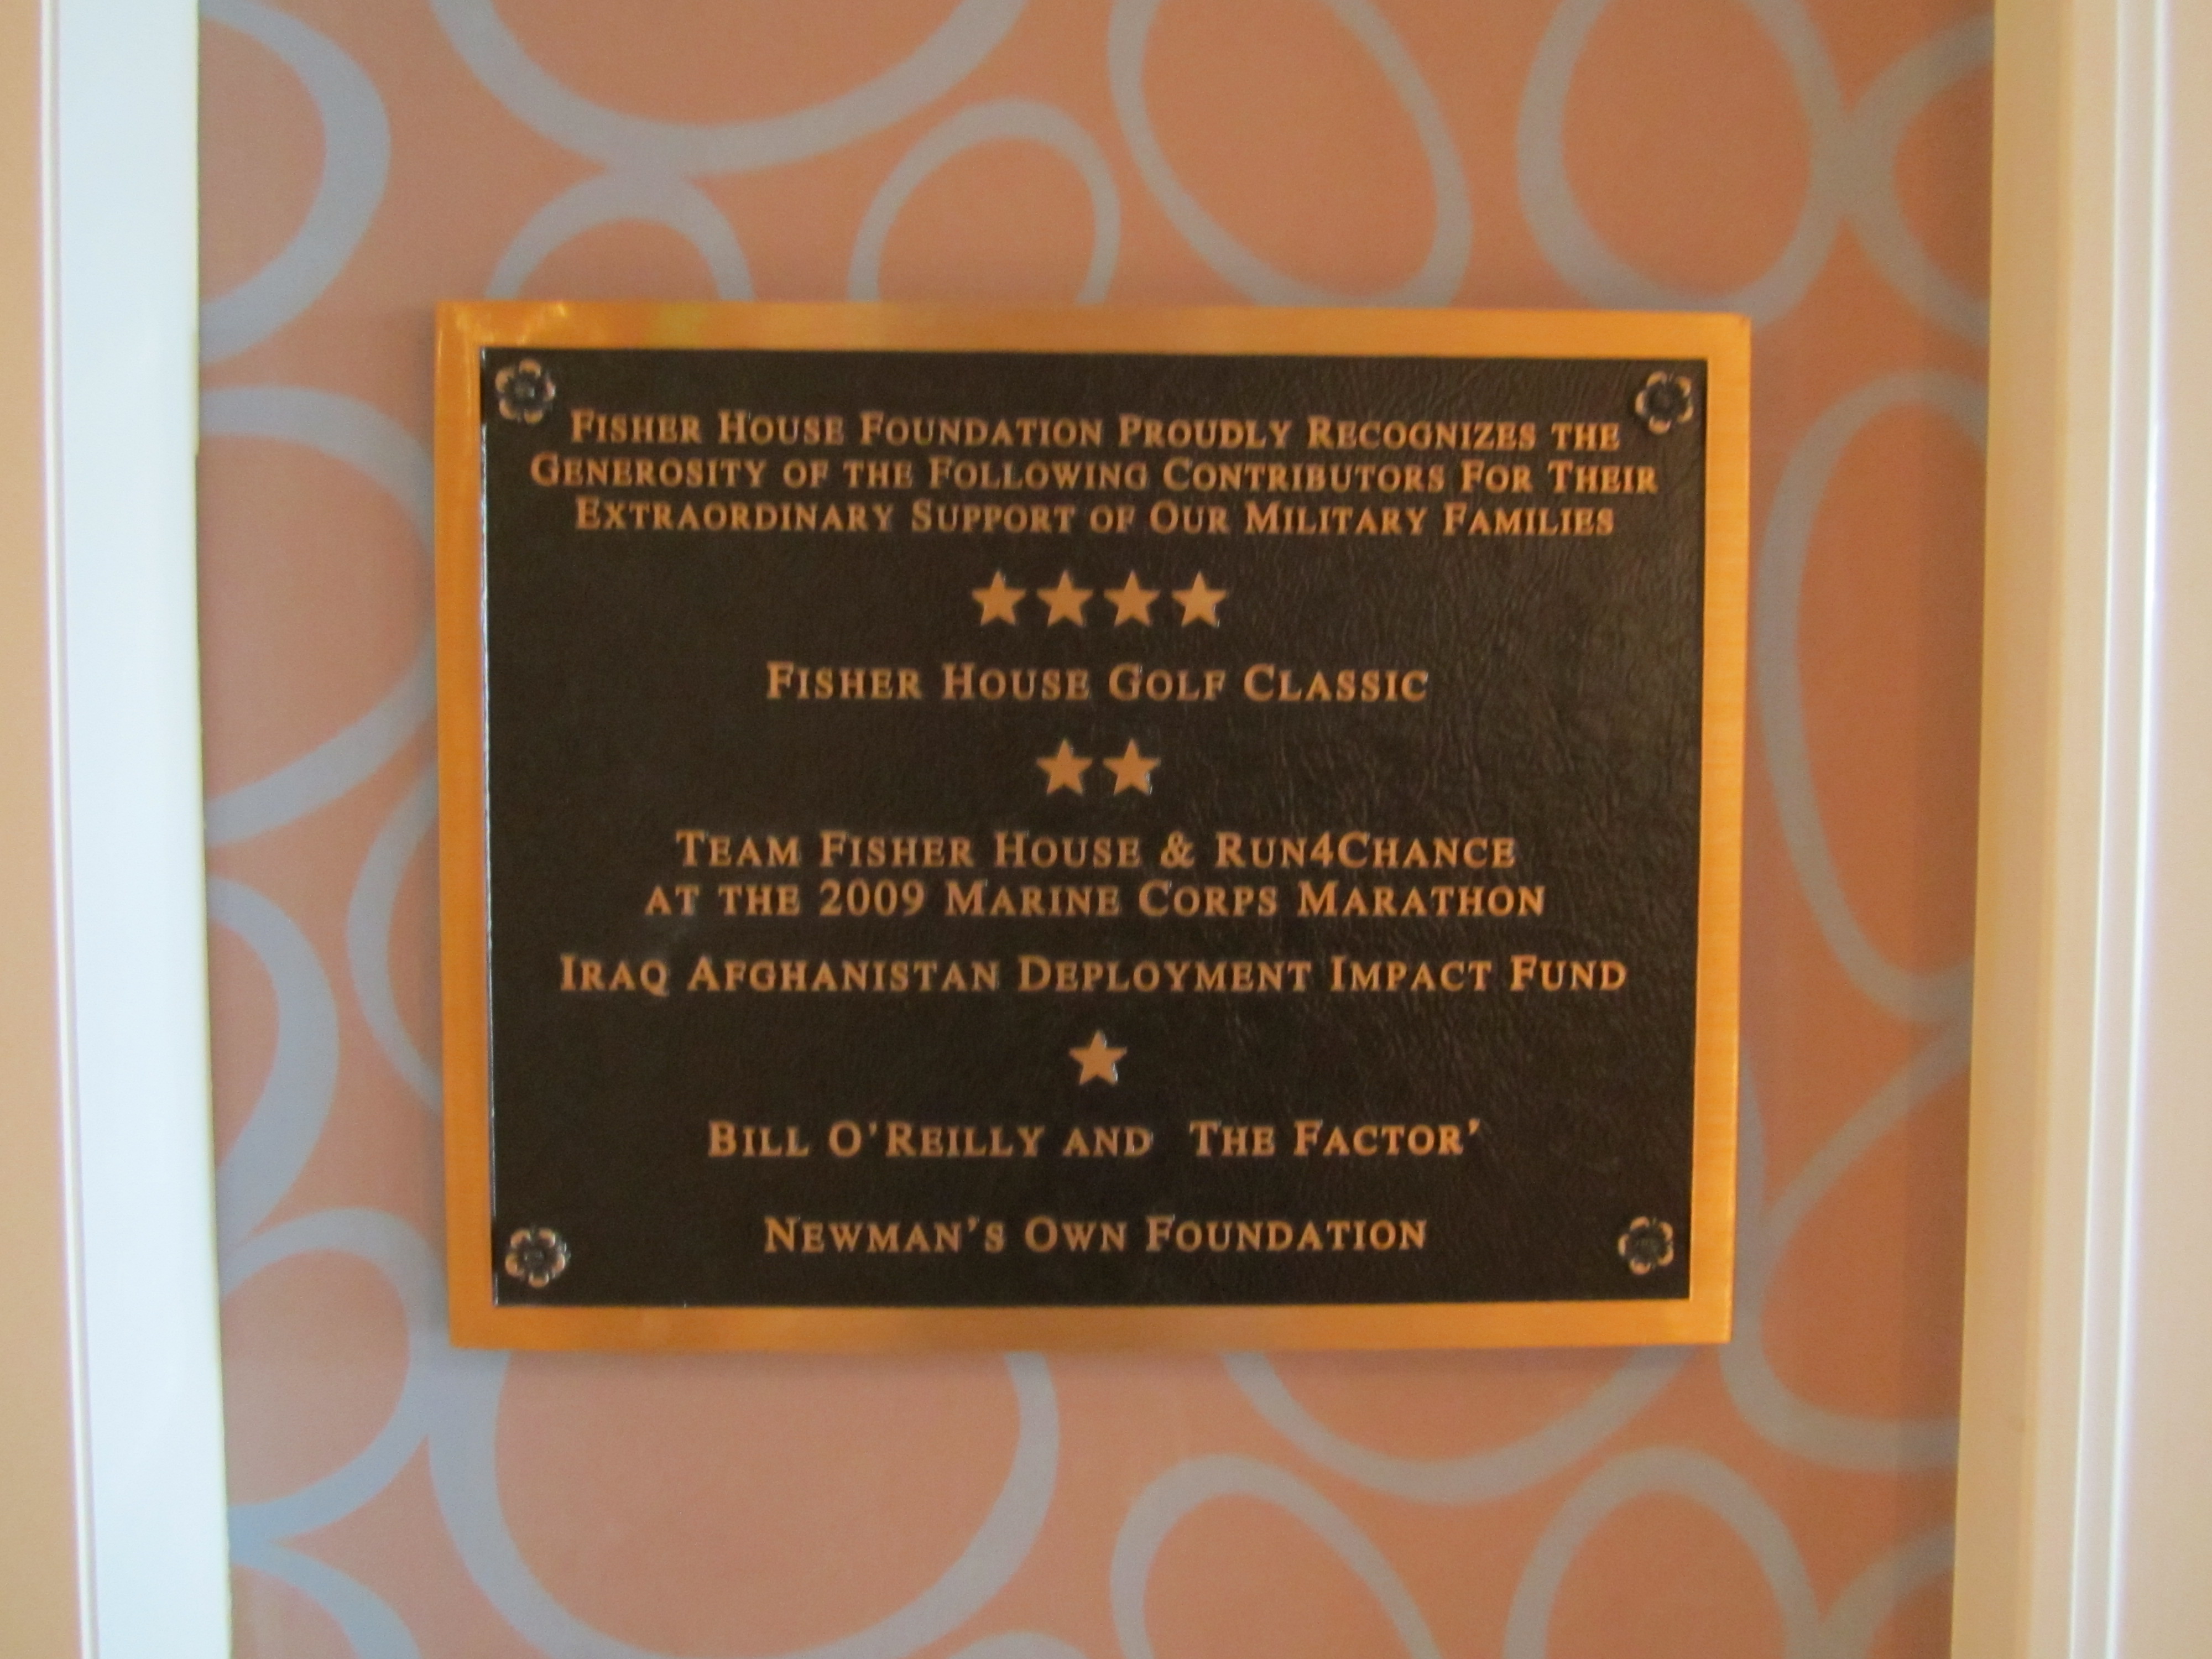 FISHER HOUSE FOUNDATION PROUDLY RECOGNIZES THE
GENEROSITY OF THE FOLLOWING CONTRIBUTORS FOR THEIR
EXTRAORDINARY SUPPORT OF OUR MILITARY FAMILIES
FISHER HOUSE GOLF CLASSIC
TEAM FISHER HOUSE & RUN4CHANCE
AT THE 2009 MARINE CORPS MARATHON
IRAQ AFGHANISTAN DEPLOYMENT IMPACT FUND
BILL O'REILLY AND THE FACTOR'
NEWMAN'S OWN FOUNDATION